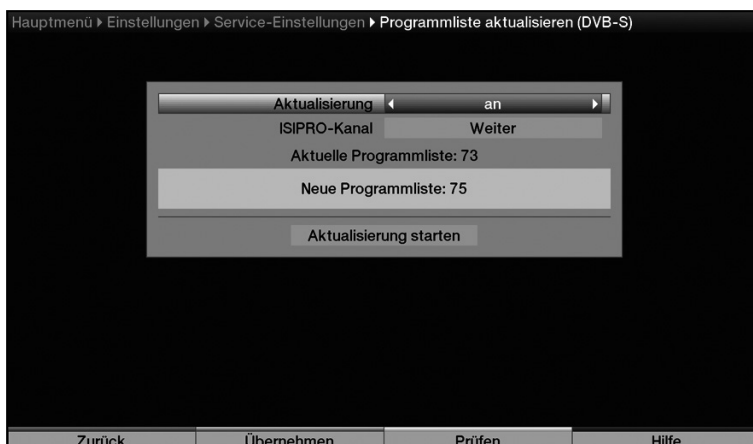 Hauptmenü ▸ Einstellungen ▸ Service-Einstellungen ▸ Programmliste aktualisieren (DVB-S)
Aktualisierung an
ISIPRO-Kanal Weiter
Aktuelle Programmliste: 73
Neue Programmliste: 75
Aktualisierung starten
Zurück Übernehmen Prüfen Hilfe